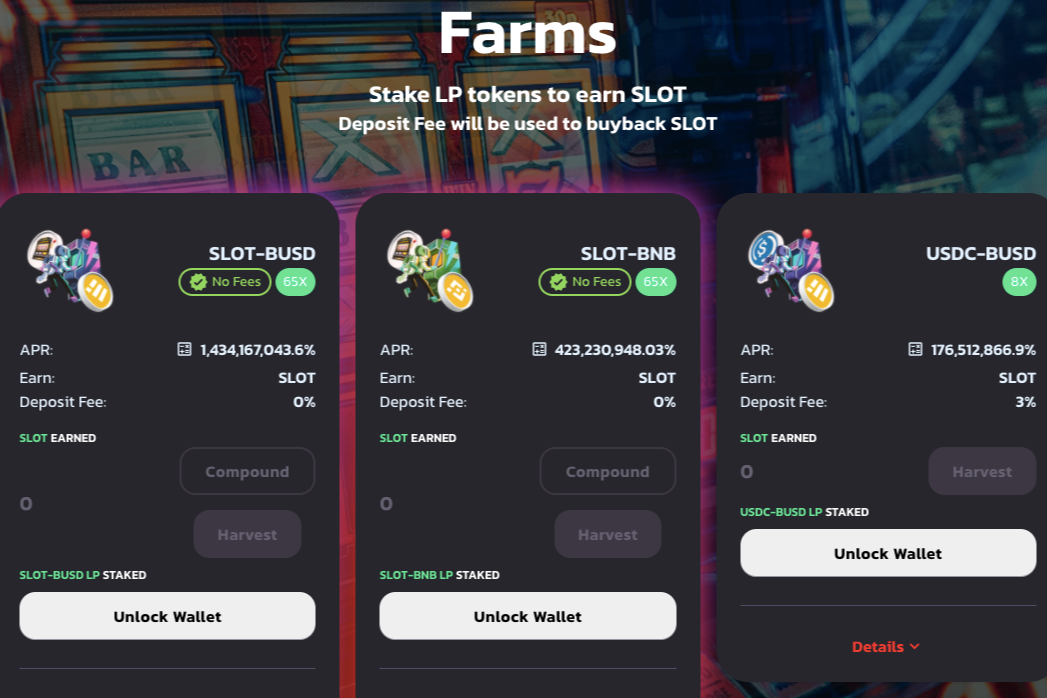 Farms
Stake LP tokens to earn SLOT
Deposit Fee will be used to buyback SLOT
BAR
SLOT-BUSD
No Fees 65X
APR: 1,434,167,043.6%
Earn: SLOT
Deposit Fee: 0%
SLOT EARNED
Compound
0
Harvest
SLOT-BUSD LP STAKED
Unlock Wallet
SLOT-BNB
No Fees 65X
APR: 423,230,948.03%
Earn: SLOT
Deposit Fee: 0%
SLOT EARNED
Compound
0
Harvest
SLOT-BNB LP STAKED
Unlock Wallet
USDC-BUSD
8X
APR: 176,512,866.9%
Earn: SLOT
Deposit Fee: 3%
SLOT EARNED
0 Harvest
USDC-BUSD LP STAKED
Unlock Wallet
Details